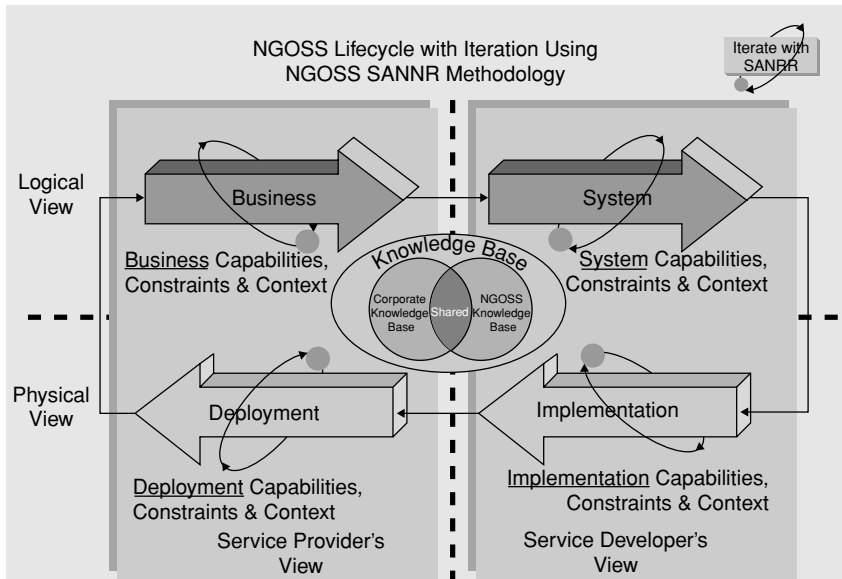 NGOSS Lifecycle with Iteration Using
NGOSS SANNR Methodology
Iterate with
SANRR
Logical
View
Business
System
Business Capabilities,
Constraints & Context
System Capabilities,
Constraints & Context
Knowledge Base
Corporate
Knowledge
Base
Shared
NGOSS
Knowledge
Base
Physical
View
Deployment
Implementation
Deployment Capabilities,
Constraints & Context
Implementation Capabilities,
Constraints & Context
Service Provider's
View
Service Developer's
View